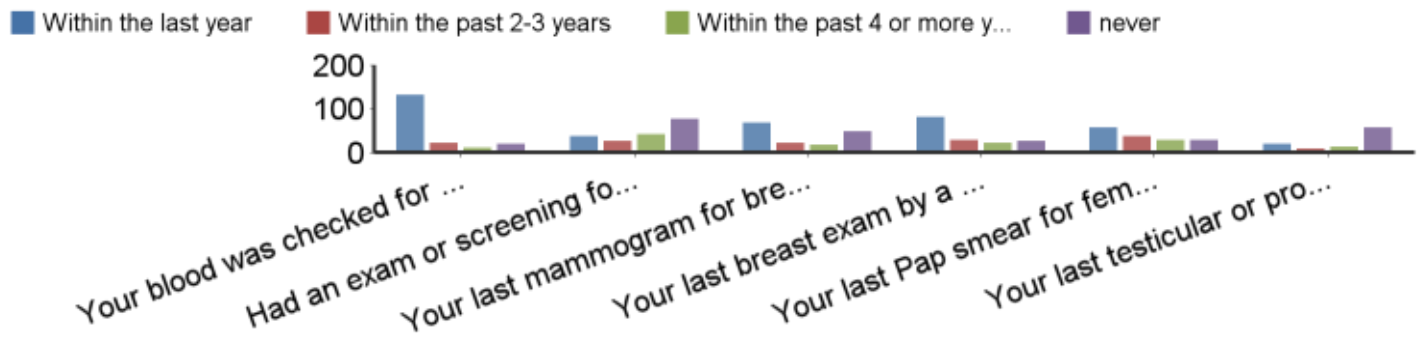 Within the last year Within the past 2-3 years Within the past 4 or more y... never
200
100
0
Your blood was checked for ...
Had an exam or screening fo...
Your last mammogram for bre...
Your last breast exam by a ...
Your last Pap smear for fem...
Your last testicular or pro...